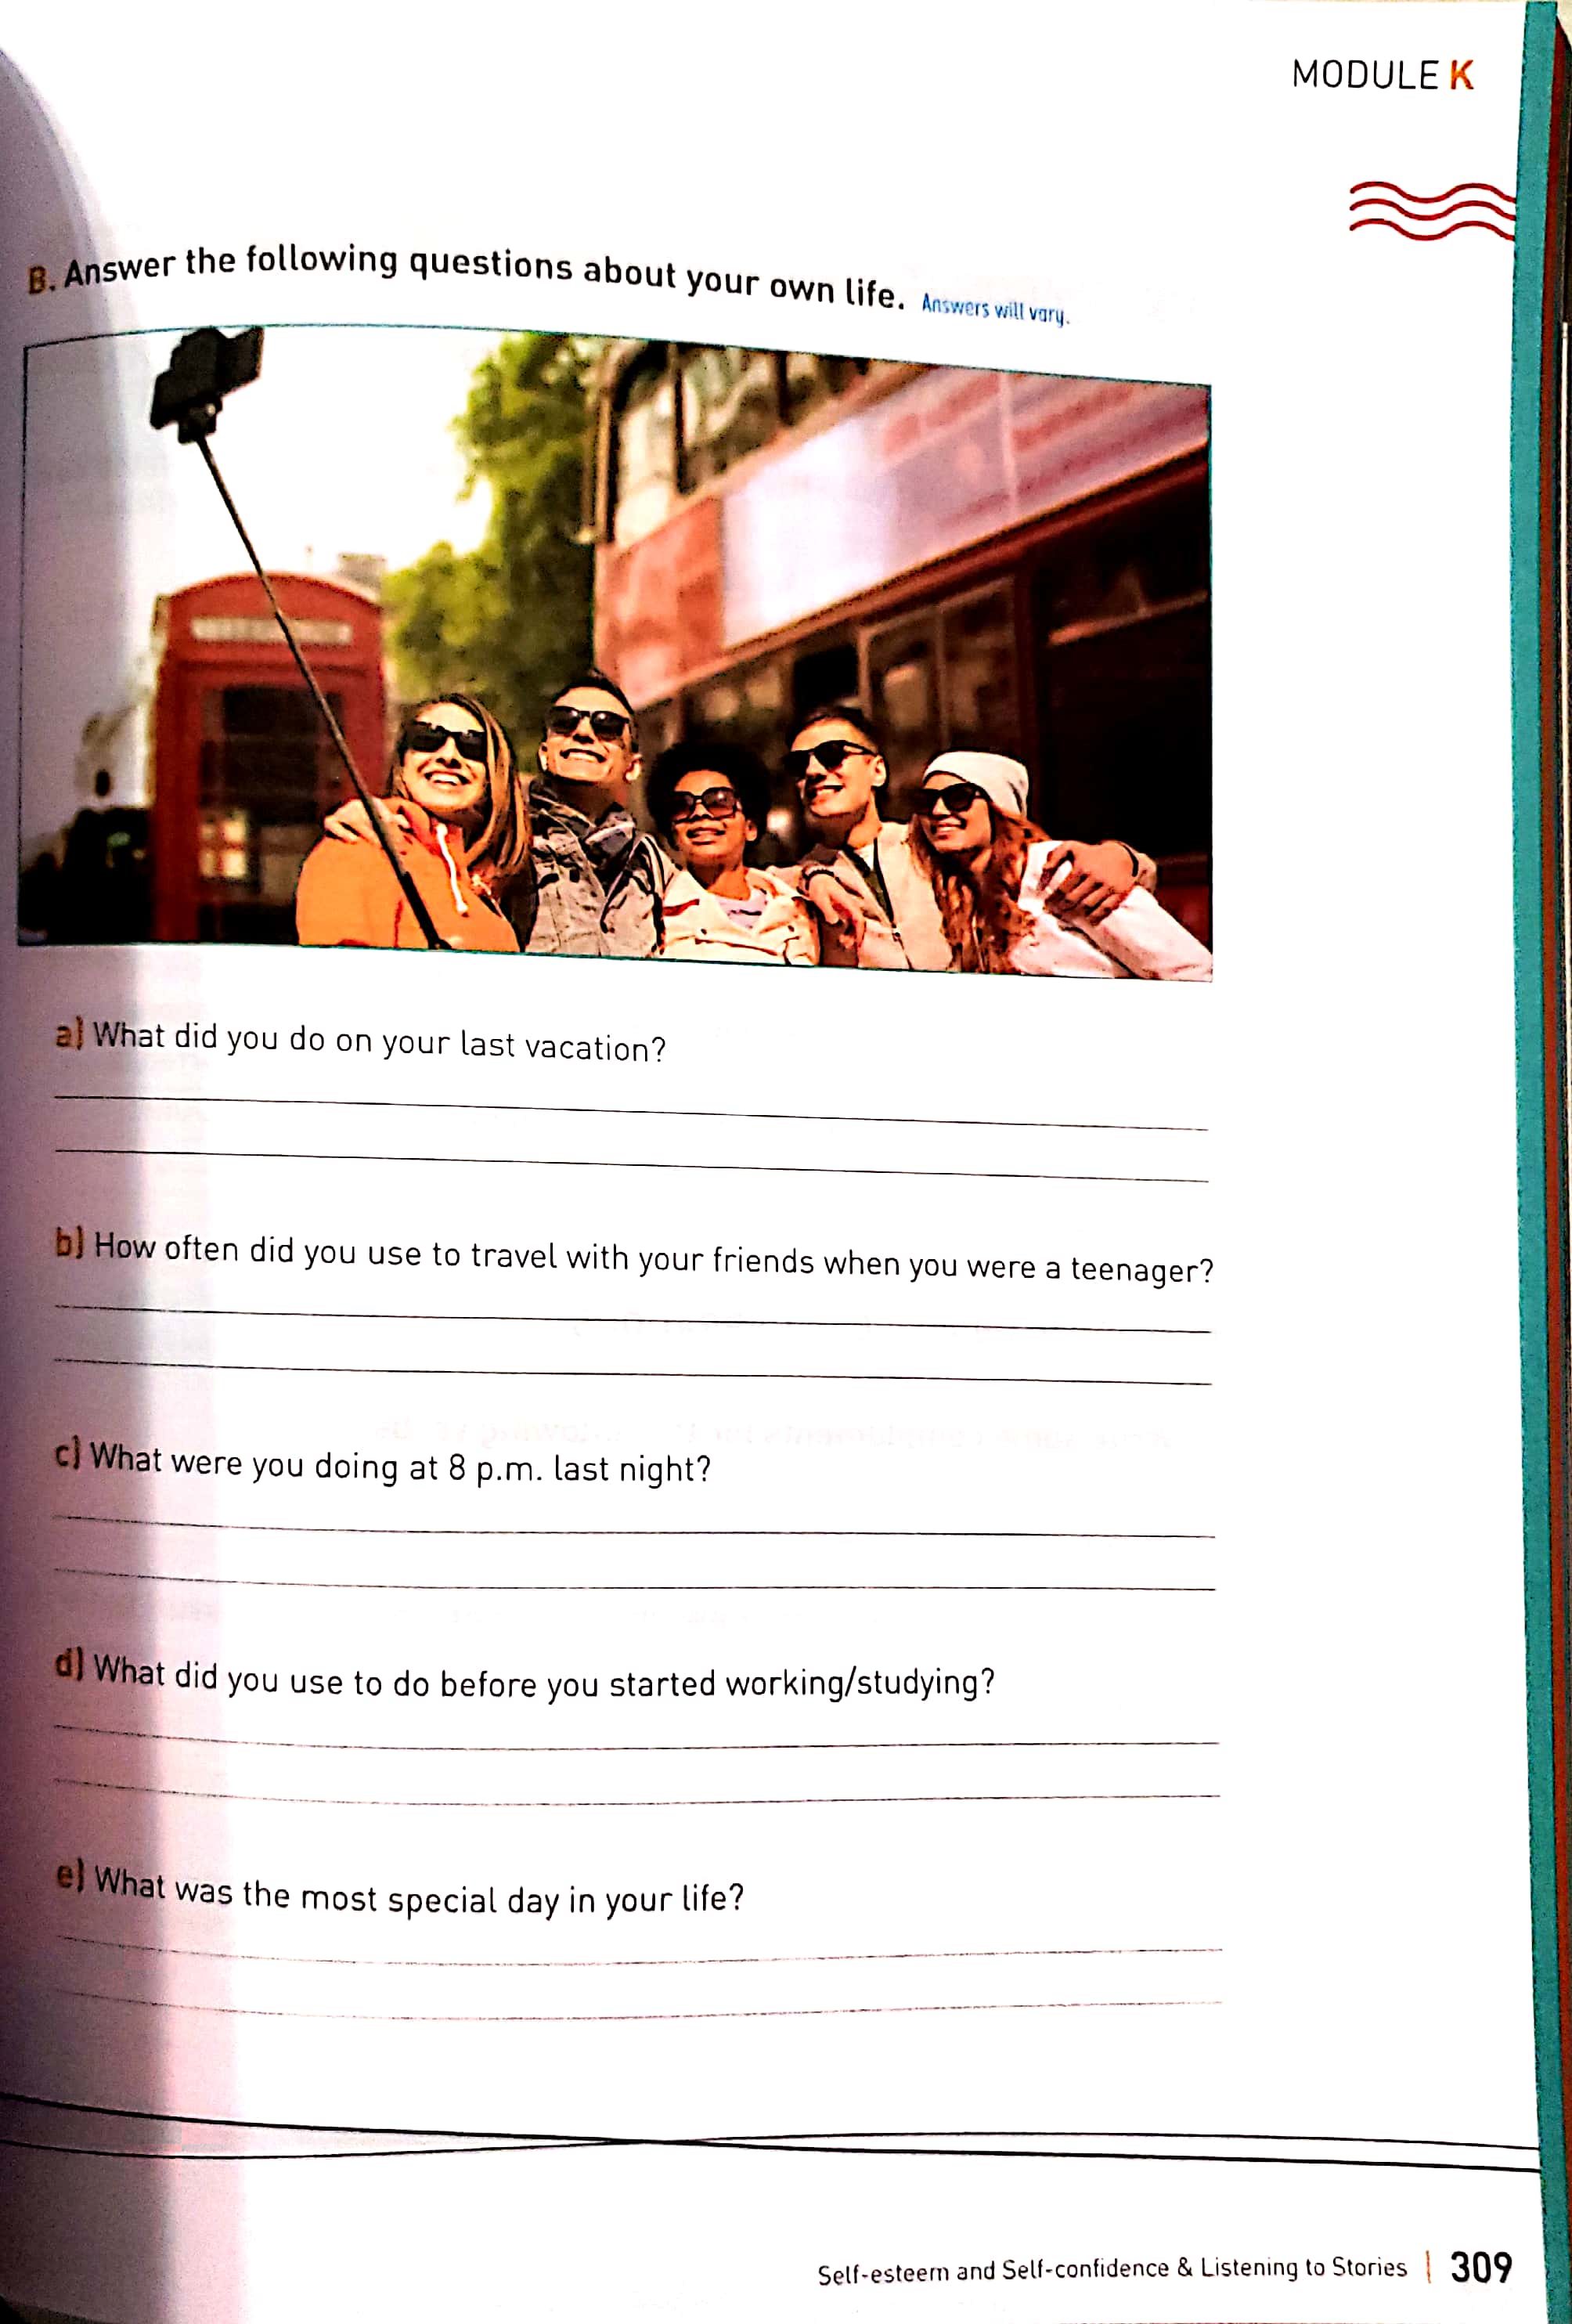 MODULE K
B. Answer the following questions about your own life. Answers will vary.
a) What did you do on your last vacation?
b) How often did you use to travel with your friends when you were a teenager?
c) What were you doing at 8 p.m. last night?
d) What did you use to do before you started working/studying?
e) What was the most special day in your life?
Self-esteem and Self-confidence & Listening to Stories | 309